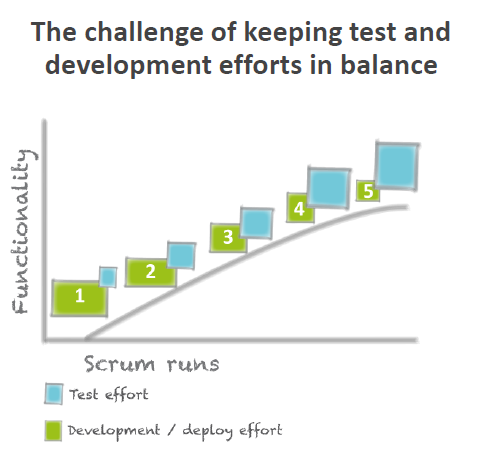 The challenge of keeping test and
development efforts in balance
Functionality
1
2
3
4
5
Scrum runs
Test effort
Development / deploy effort